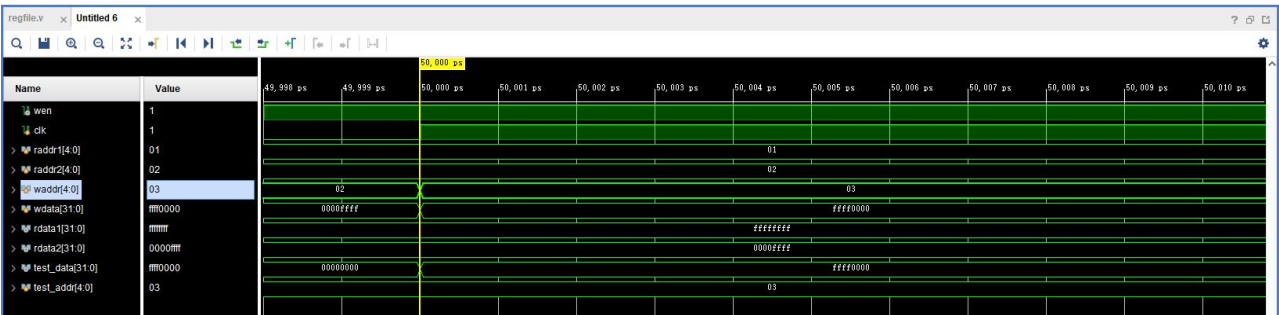 regfile.v × Untitled 6 ×
50,000 ps
Name Value 49,998 ps 49,999 ps 50,000 ps 50,001 ps 50,002 ps 50,003 ps 50,004 ps 50,005 ps 50,006 ps 50,007 ps 50,008 ps 50,009 ps 50,010 ps
wen 1
clk 1
raddr1[4:0] 01 01
raddr2[4:0] 02 02
waddr[4:0] 03 02 03
wdata[31:0] ffff0000 0000ffff ffff0000
rdata1[31:0] ffffffff ffffffff
rdata2[31:0] 0000ffff 0000ffff
test_data[31:0] ffff0000 00000000 ffff0000
test_addr[4:0] 03 03